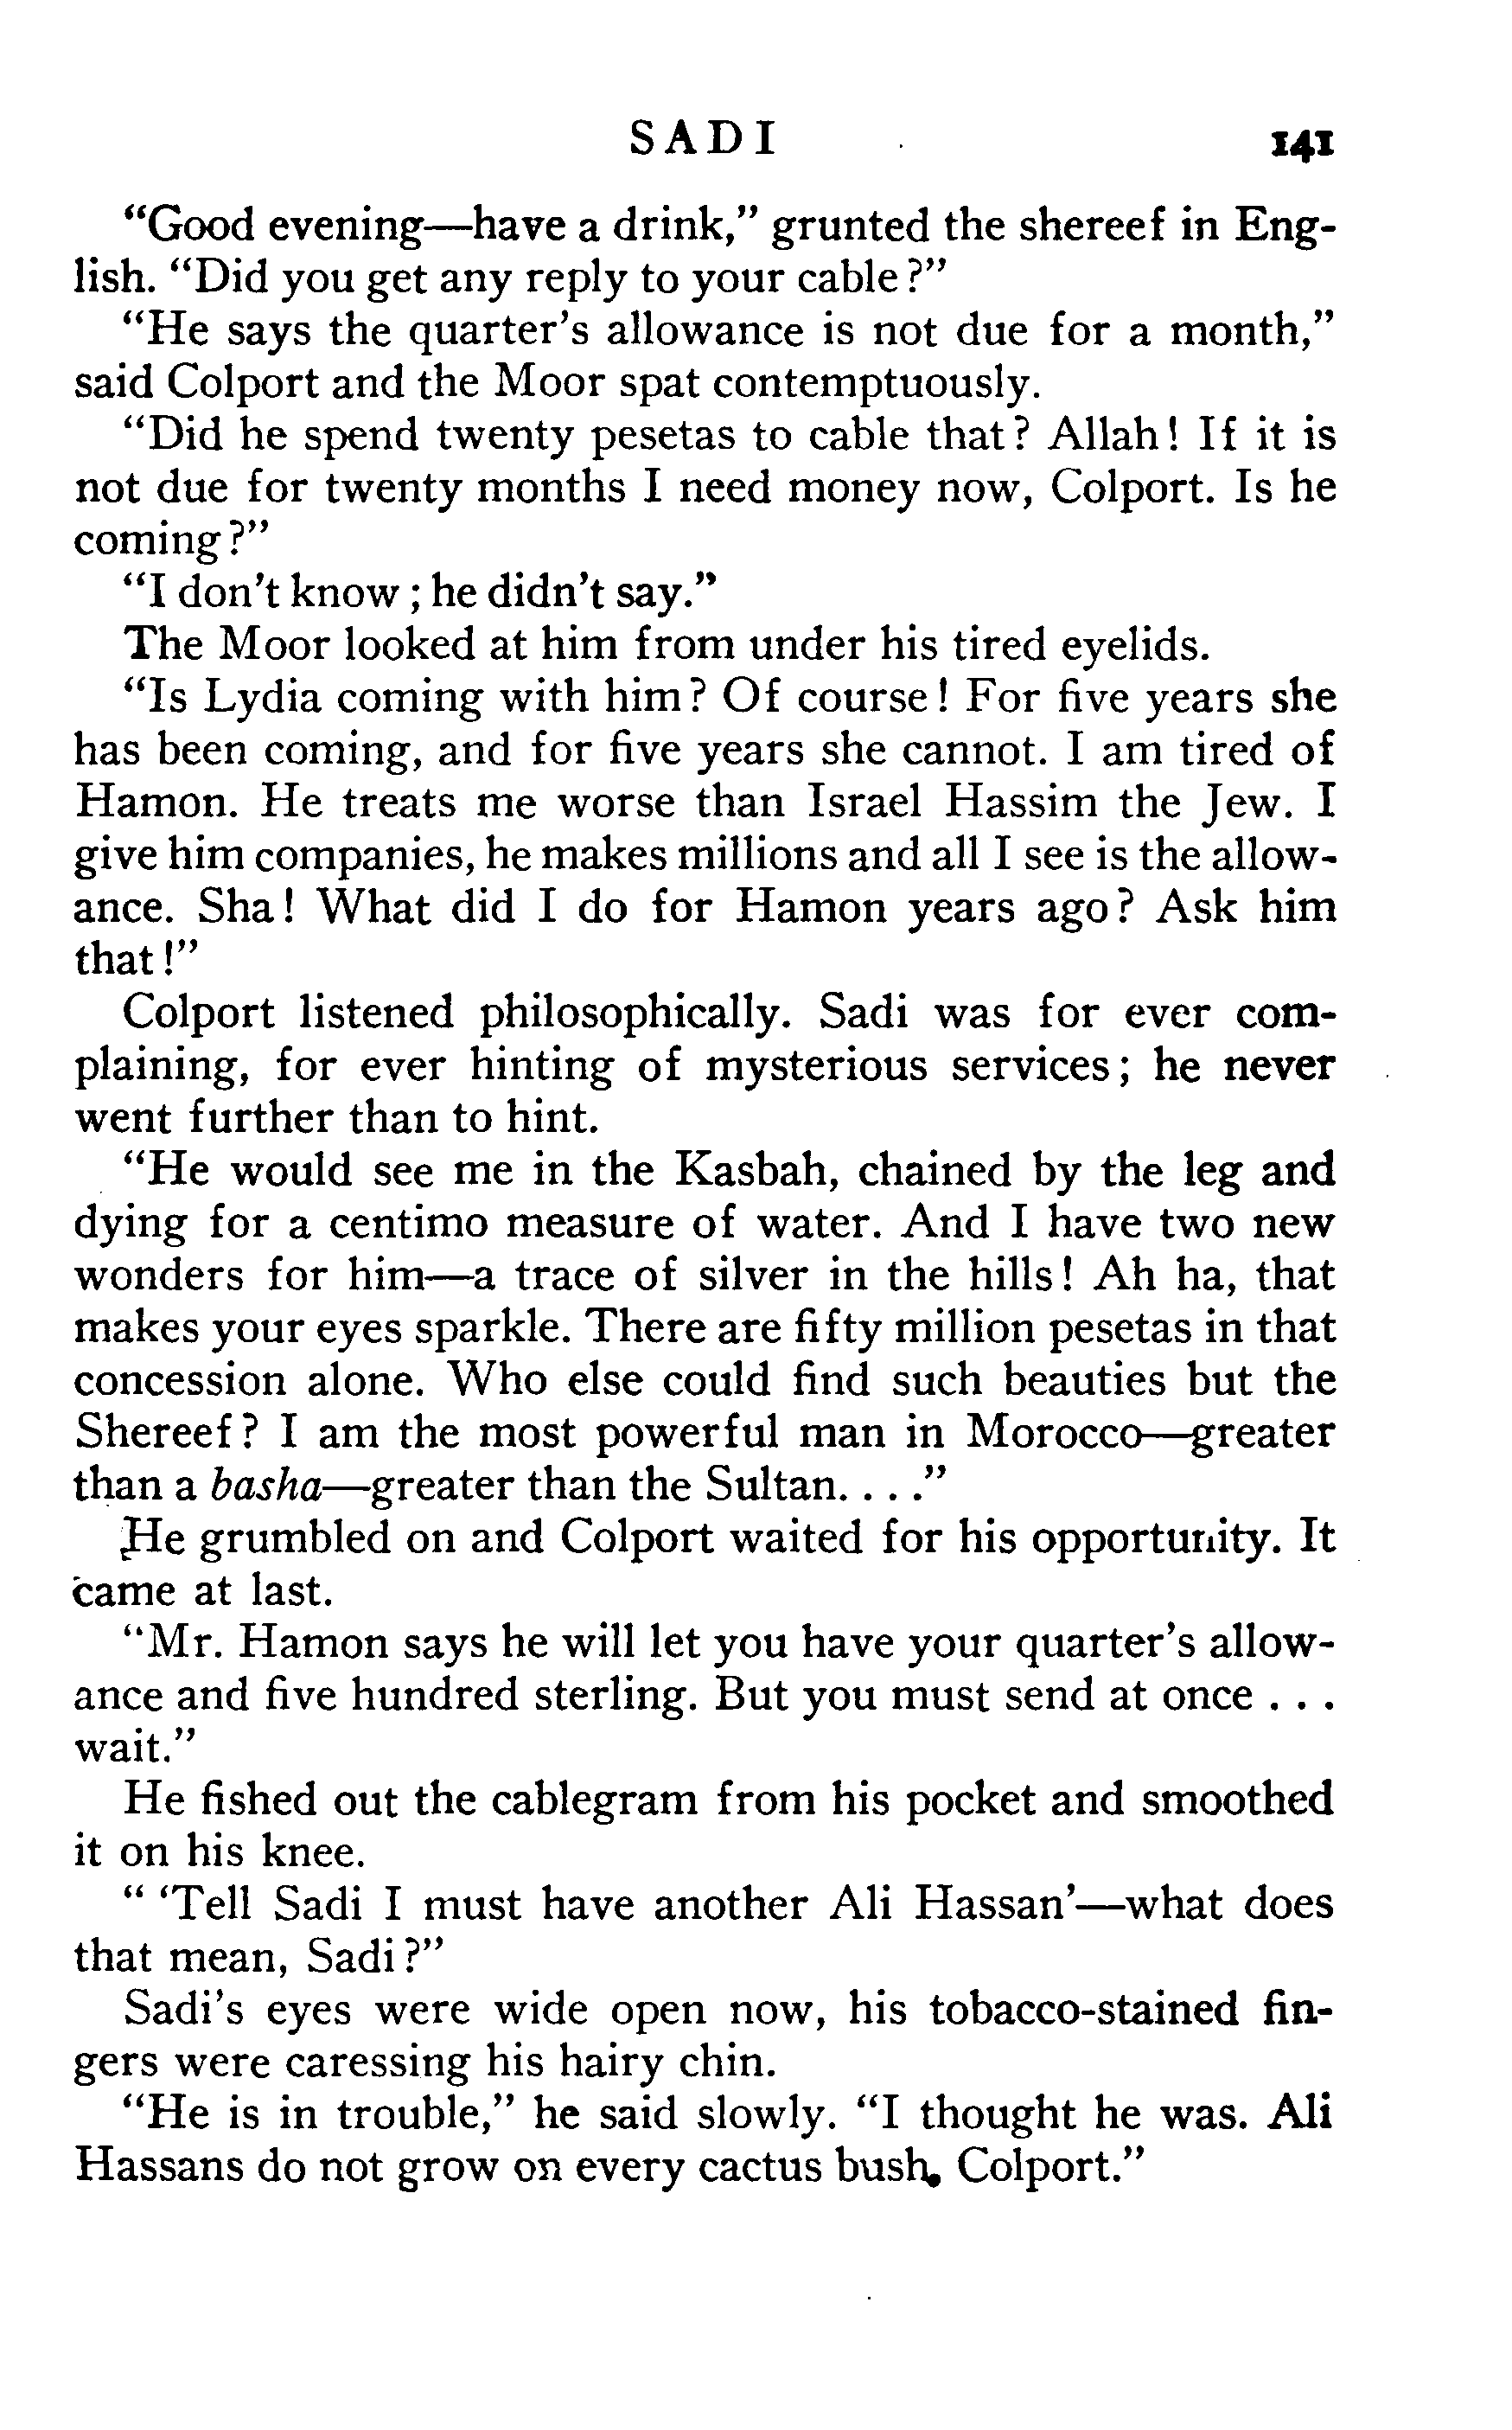 SADI 141
"Good evening—have a drink," grunted the shereef in Eng-
lish. "Did you get any reply to your cable?"
"He says the quarter's allowance is not due for a month,"
said Colport and the Moor spat contemptuously.
"Did he spend twenty pesetas to cable that? Allah! If it is
not due for twenty months I need money now, Colport. Is he
coming?"
"I don't know; he didn't say."
The Moor looked at him from under his tired eyelids.
"Is Lydia coming with him? Of course! For five years she
has been coming, and for five years she cannot. I am tired of
Hamon. He treats me worse than Israel Hassim the Jew. I
give him companies, he makes millions and all I see is the allow-
ance. Sha! What did I do for Hamon years ago? Ask him
that!"
Colport listened philosophically. Sadi was for ever com-
plaining, for ever hinting of mysterious services; he never
went further than to hint.
"He would see me in the Kasbah, chained by the leg and
dying for a centimo measure of water. And I have two new
wonders for him—a trace of silver in the hills! Ah ha, that
makes your eyes sparkle. There are fifty million pesetas in that
concession alone. Who else could find such beauties but the
Shereef? I am the most powerful man in Morocco—greater
than a basha—greater than the Sultan. . . ."
He grumbled on and Colport waited for his opportunity. It
came at last.
"Mr. Hamon says he will let you have your quarter's allow-
ance and five hundred sterling. But you must send at once . . .
wait."
He fished out the cablegram from his pocket and smoothed
it on his knee.
" 'Tell Sadi I must have another Ali Hassan'—what does
that mean, Sadi?"
Sadi's eyes were wide open now, his tobacco-stained fin-
gers were caressing his hairy chin.
"He is in trouble," he said slowly. "I thought he was. Ali
Hassans do not grow on every cactus bush, Colport."